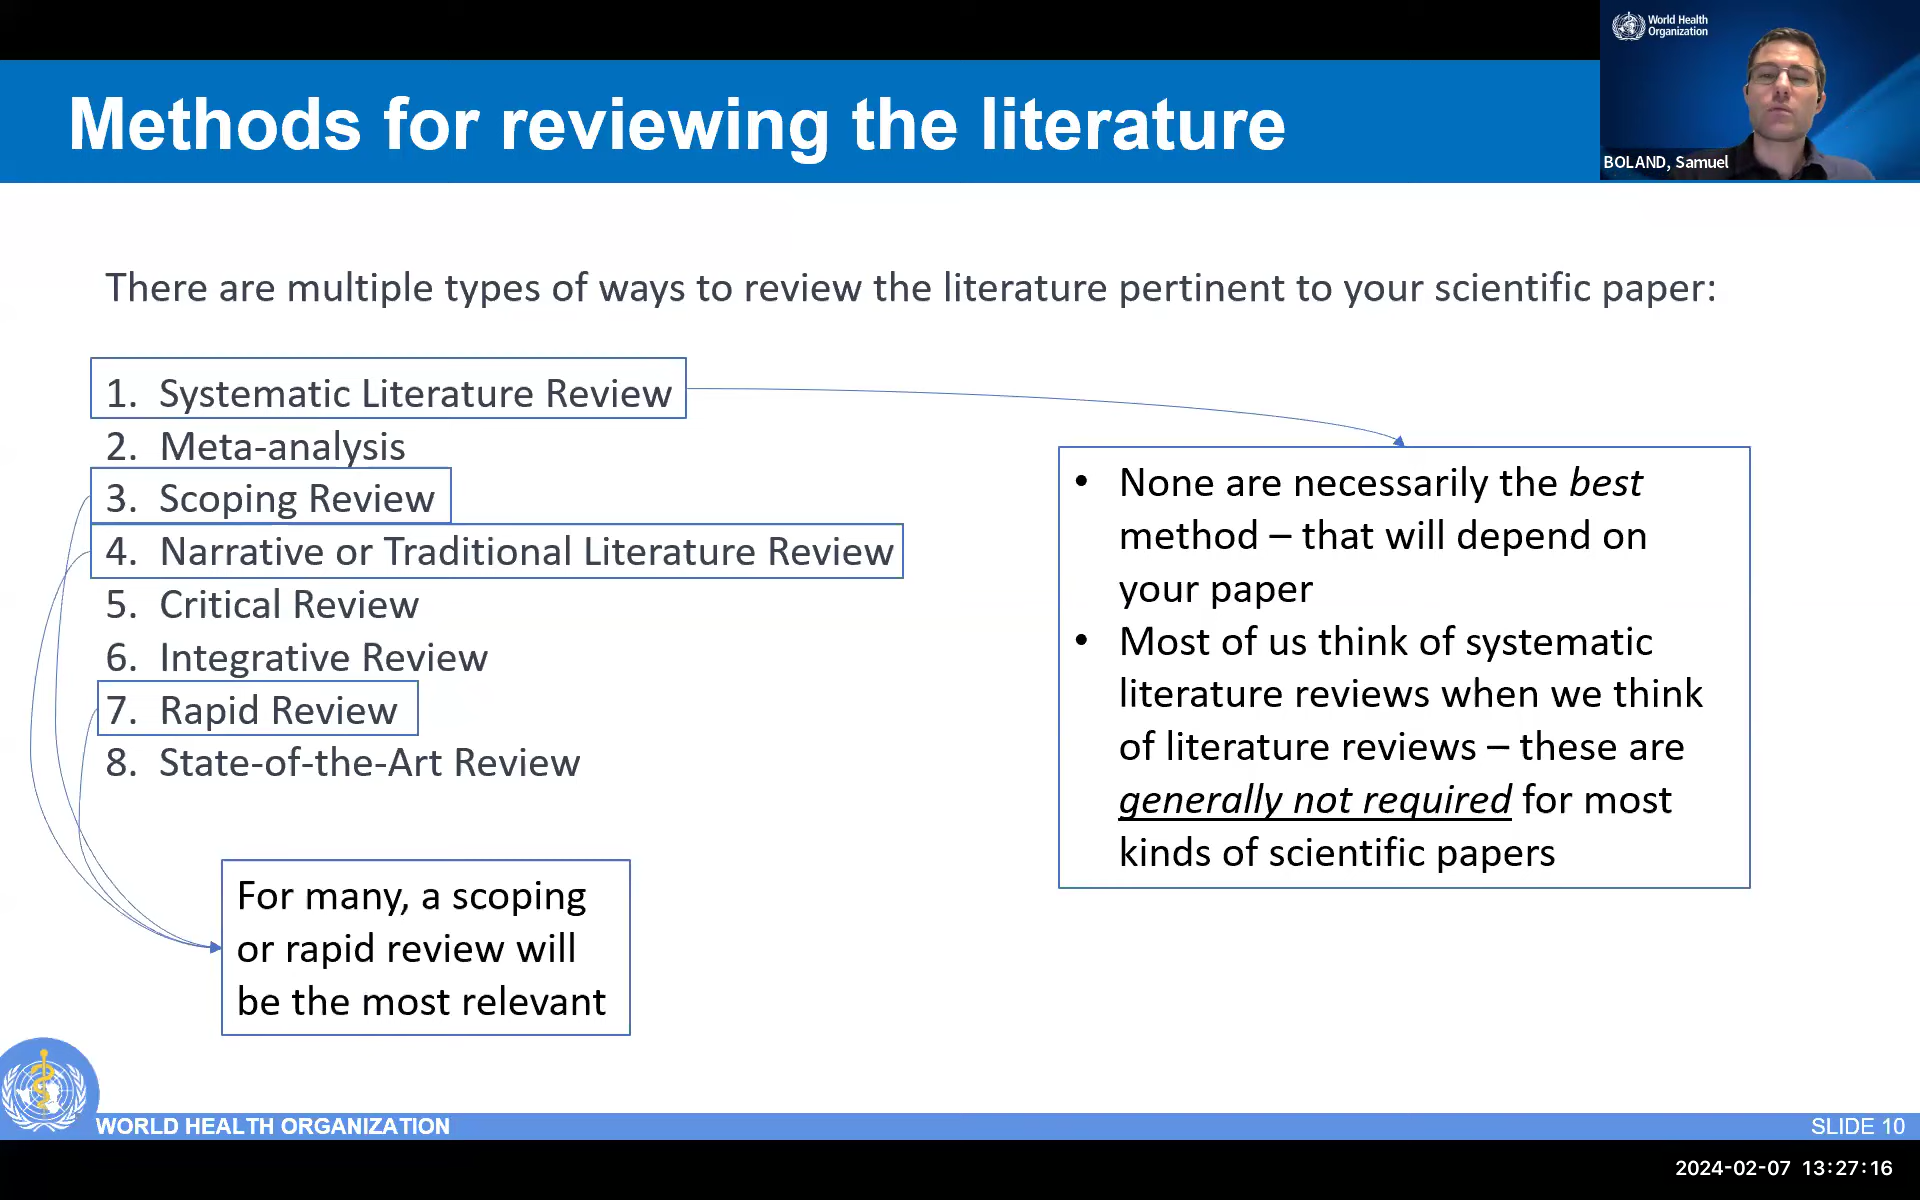 World Health
Organization
BOLAND, Samuel
Methods for reviewing the literature
There are multiple types of ways to review the literature pertinent to your scientific paper:
1. Systematic Literature Review
2. Meta-analysis
3. Scoping Review
4. Narrative or Traditional Literature Review
5. Critical Review
6. Integrative Review
7. Rapid Review
8. State-of-the-Art Review
• None are necessarily the best
method – that will depend on
your paper
• Most of us think of systematic
literature reviews when we think
of literature reviews – these are
generally not required for most
kinds of scientific papers
For many, a scoping
or rapid review will
be the most relevant
WORLD HEALTH ORGANIZATION
SLIDE 10
2024-02-07 13:27:16